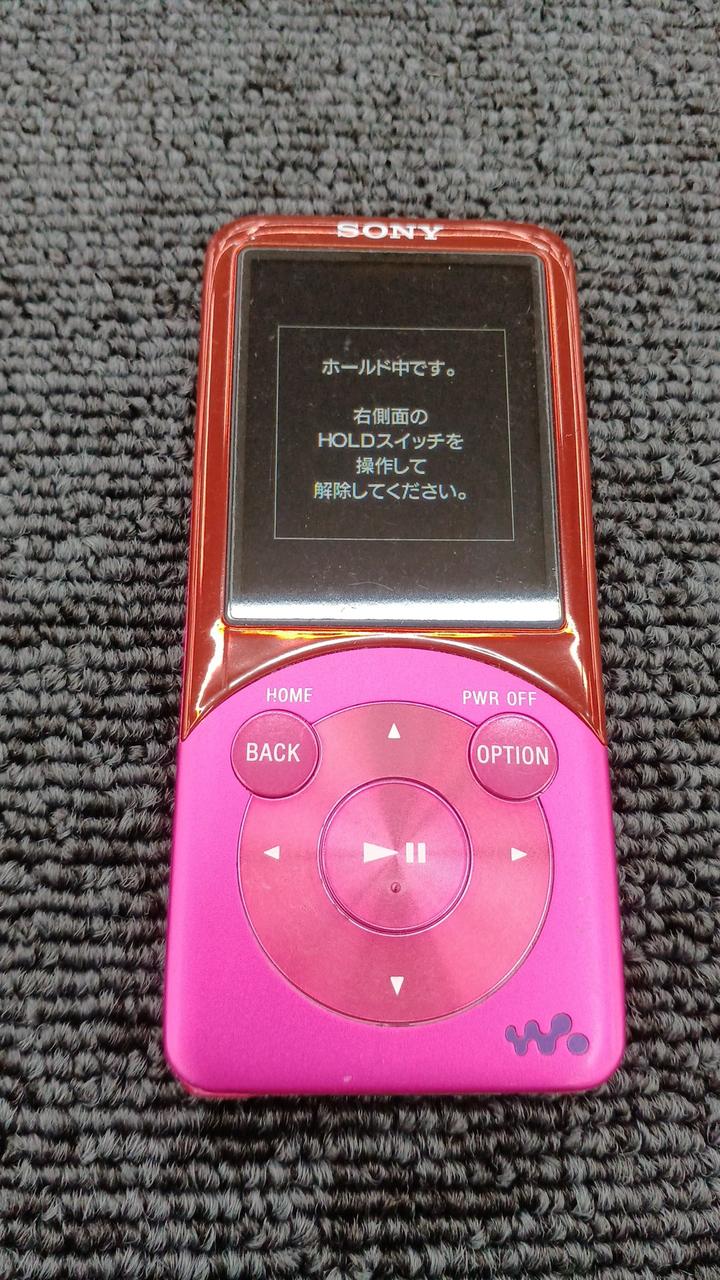 SONY
ホールド中です。
右側面の
HOLDスイッチを
操作して
解除してください。
HOME
PWR OFF
BACK
OPTION